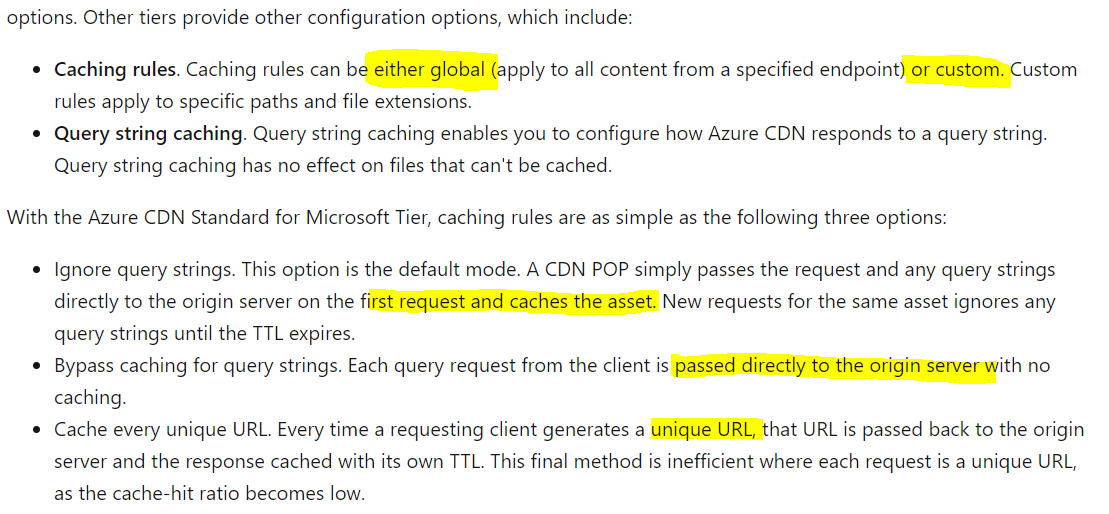 options. Other tiers provide other configuration options, which include:
• Caching rules. Caching rules can be either global (apply to all content from a specified endpoint) or custom. Custom
rules apply to specific paths and file extensions.
• Query string caching. Query string caching enables you to configure how Azure CDN responds to a query string.
Query string caching has no effect on files that can't be cached.
With the Azure CDN Standard for Microsoft Tier, caching rules are as simple as the following three options:
• Ignore query strings. This option is the default mode. A CDN POP simply passes the request and any query strings
directly to the origin server on the first request and caches the asset. New requests for the same asset ignores any
query strings until the TTL expires.
• Bypass caching for query strings. Each query request from the client is passed directly to the origin server with no
caching.
• Cache every unique URL. Every time a requesting client generates a unique URL, that URL is passed back to the origin
server and the response cached with its own TTL. This final method is inefficient where each request is a unique URL,
as the cache-hit ratio becomes low.